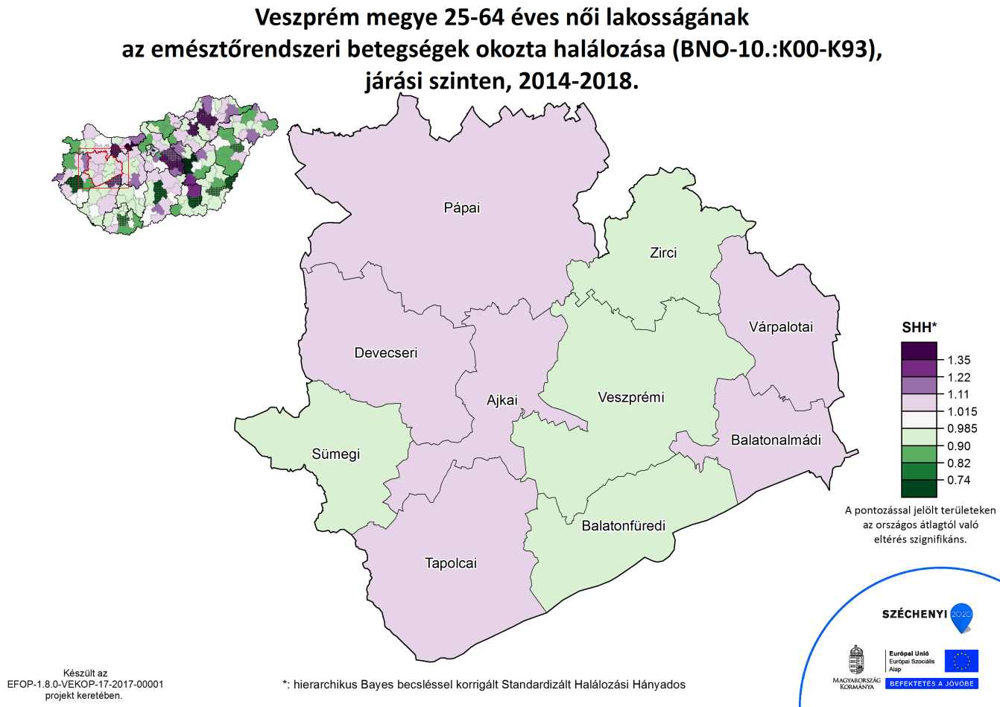 Veszprém megye 25-64 éves női lakosságának
az emésztőrendszeri betegségek okozta halálozása (BNO-10.:K00-K93),
járási szinten, 2014-2018.
Pápai
Zirci
Várpalotai
Devecseri
Ajkai
Veszprémi
Balatonalmádi
Sümegi
Balatonfüredi
Tapolcai
SHH*
1.35
1.22
1.11
1.015
0.985
0.90
0.82
0.74
A pontozással jelölt területeken
az országos átlagtól való
eltérés szignifikáns.
SZÉCHENYI 2020
Magyarország
Kormánya
Európai Unió
Európai Szociális
Alap
BEFEKTETÉS A JÖVŐBE
Készült az
EFOP-1.8.0-VEKOP-17-2017-00001
projekt keretében.
*: hierarchikus Bayes becsléssel korrigált Standardizált Halálozási Hányados